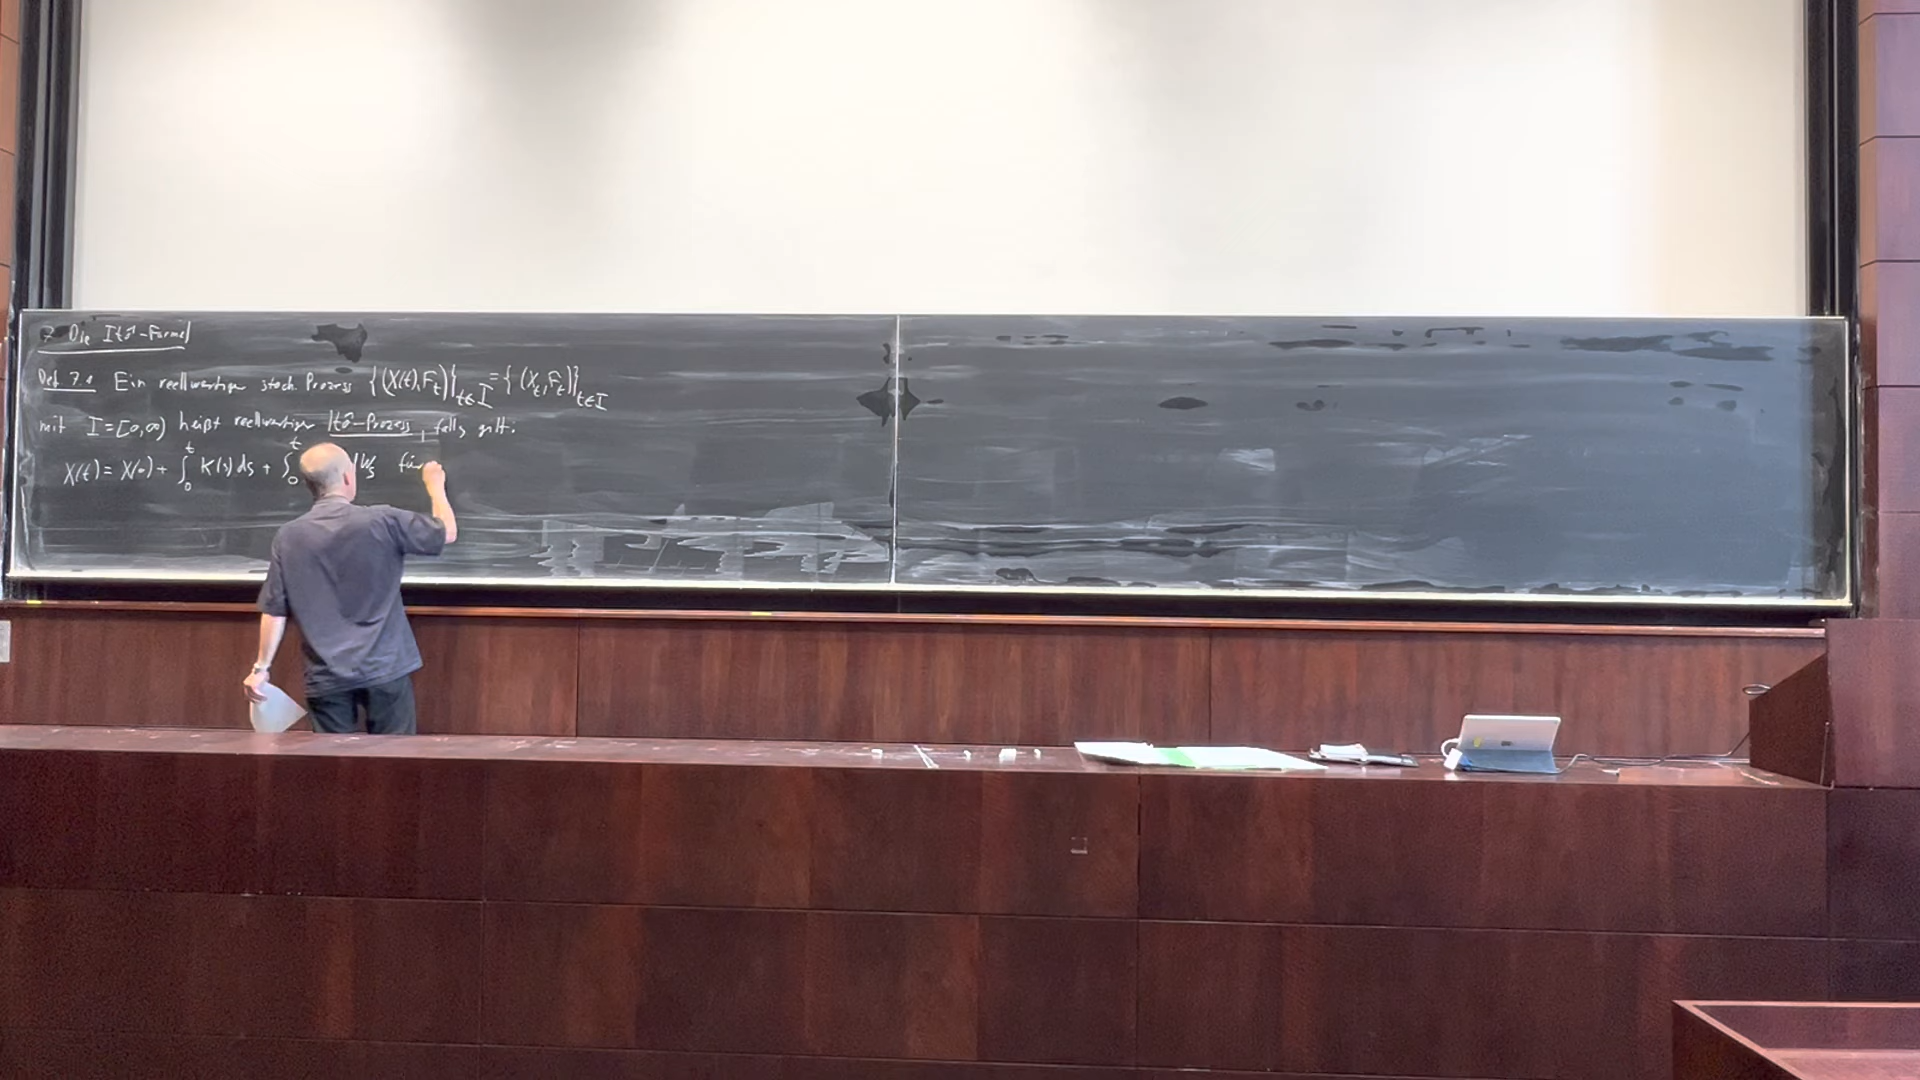 7 Die Itô-Formel
Def 7.1 Ein reellwertiger stoch. Prozess {(X(t), F_t)}_{t∈I} = {(X_t, F_t)}_{t∈I}
mit I = [0,∞) heißt reellwertiger Itô-Prozess, falls gilt:
X(t) = X(0) + ∫_0^t K(s) ds + ∫_0^t dW_s für